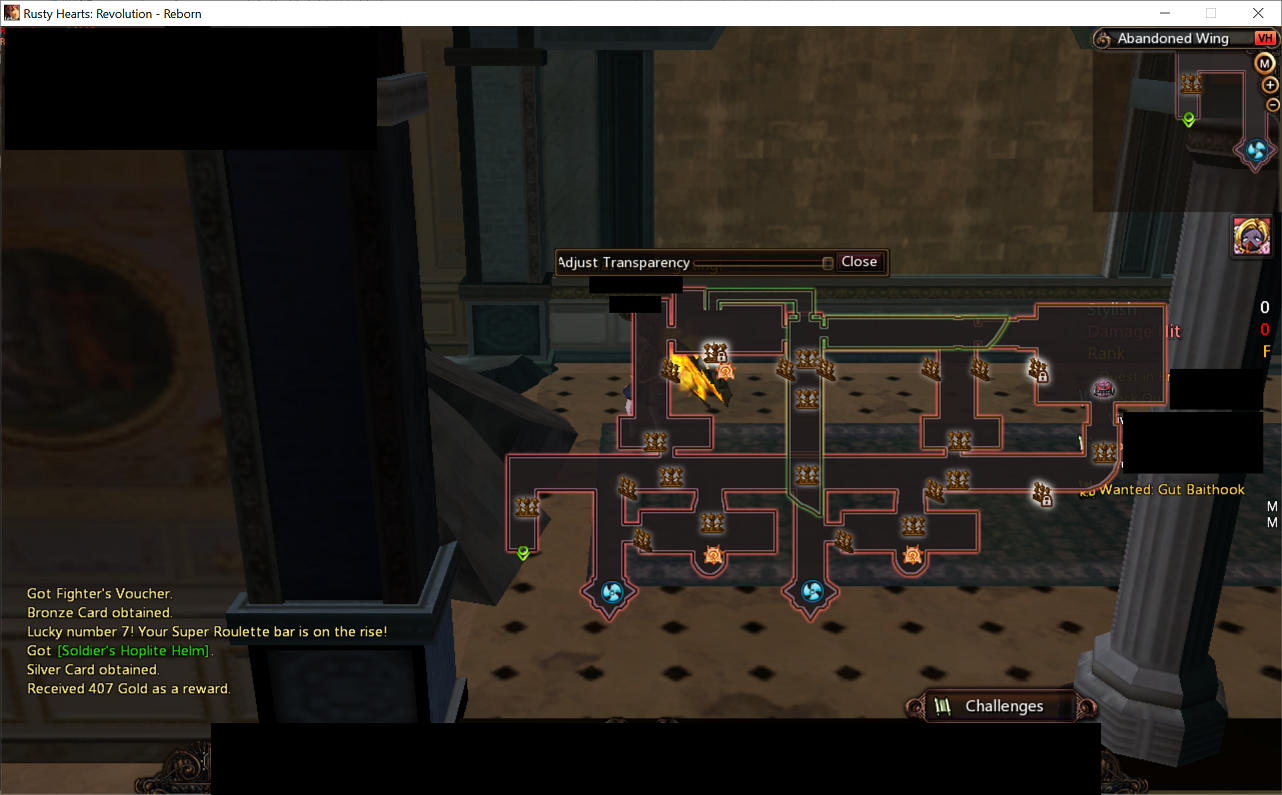 Rusty Hearts: Revolution - Reborn
Abandoned Wing
VH
M
Adjust Transparency
Close
Stylish
0
Damage Hit
0
Rank
F
Wanted: Gut Baithook
M
M
Got Fighter's Voucher.
Bronze Card obtained.
Lucky number 7! Your Super Roulette bar is on the rise!
Got [Soldier's Hoplite Helm].
Silver Card obtained.
Received 407 Gold as a reward.
Challenges